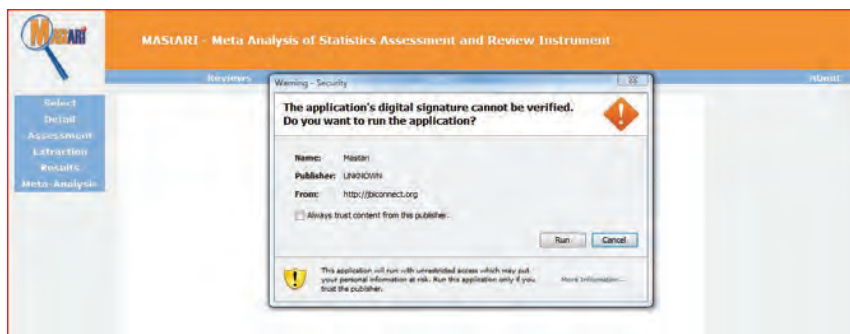 MAStARI
MAStARI - Meta Analysis of Statistics Assessment and Review Instrument
Reviews
About
Select
Detail
Assessment
Extraction
Results
Meta-Analysis
Warning - Security
The application's digital signature cannot be verified.
Do you want to run the application?
Name: Mastari
Publisher: UNKNOWN
From: http://jbiconnect.org
Always trust content from this publisher.
Run Cancel
This application will run with unrestricted access which may put
your personal information at risk. Run this application only if you
trust the publisher.
More Information...